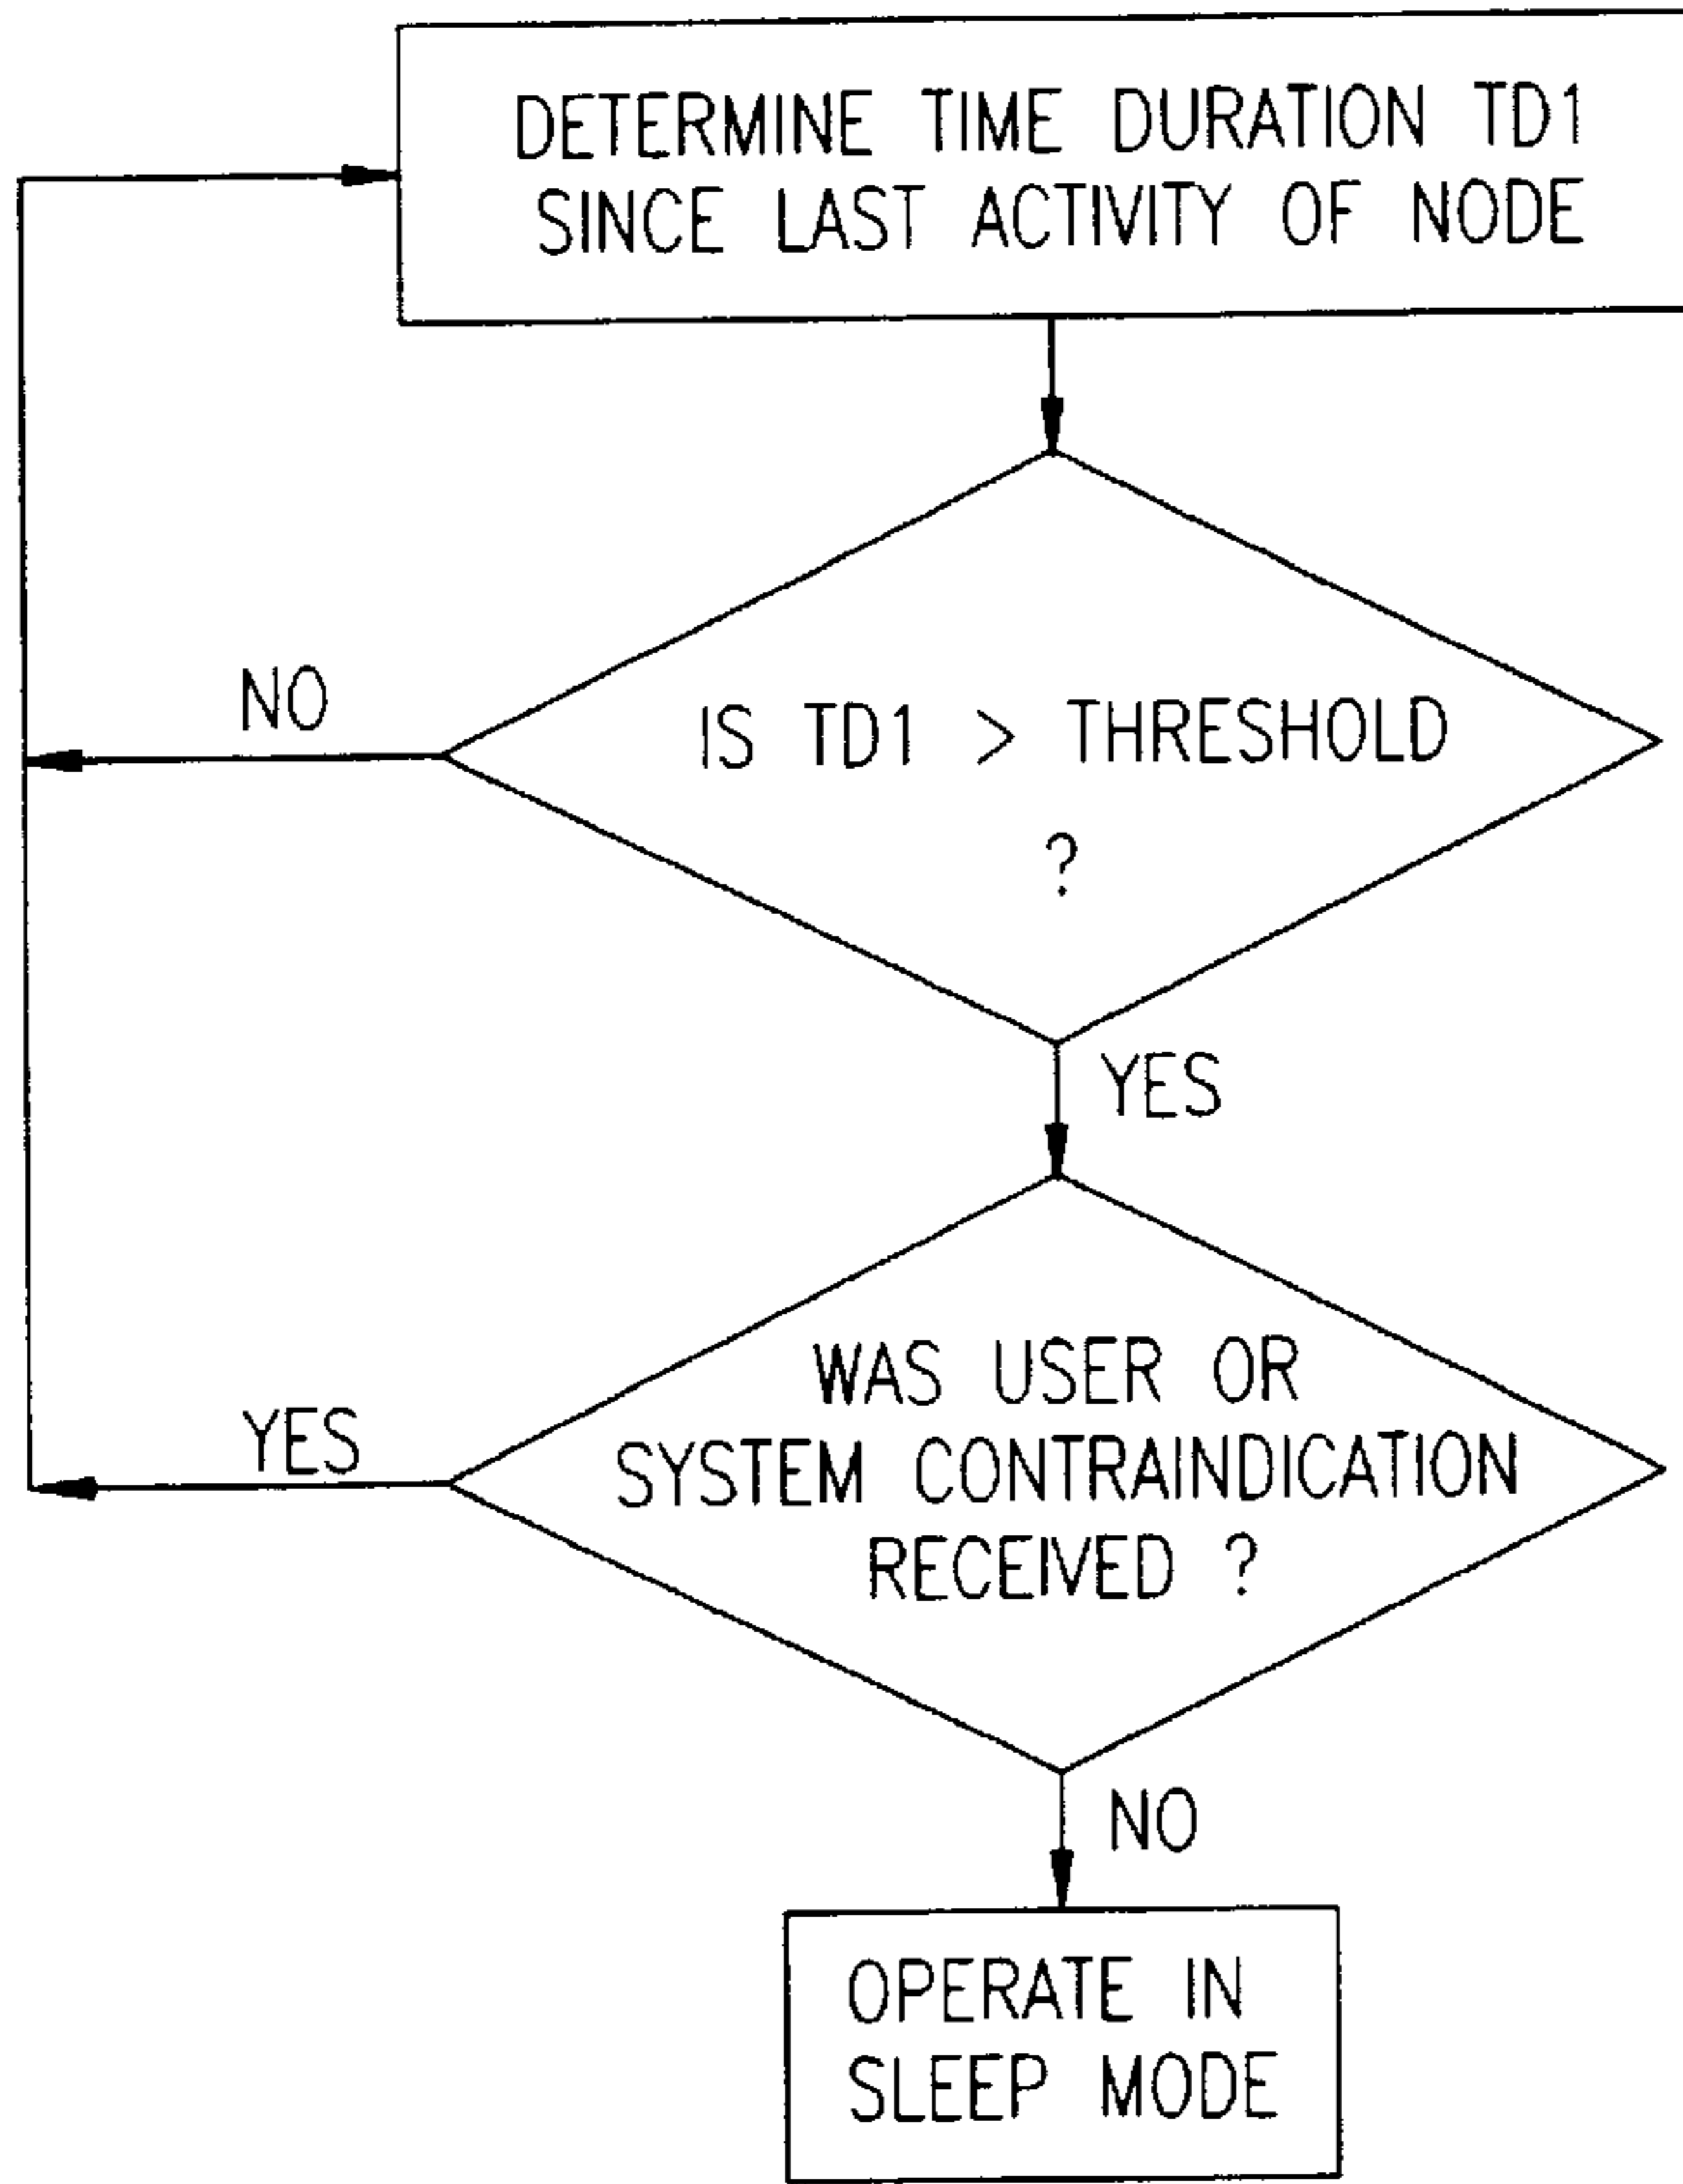 DETERMINE TIME DURATION TD1
SINCE LAST ACTIVITY OF NODE
NO
IS TD1 > THRESHOLD
?
YES
WAS USER OR
SYSTEM CONTRAINDICATION
RECEIVED ?
YES
NO
OPERATE IN
SLEEP MODE